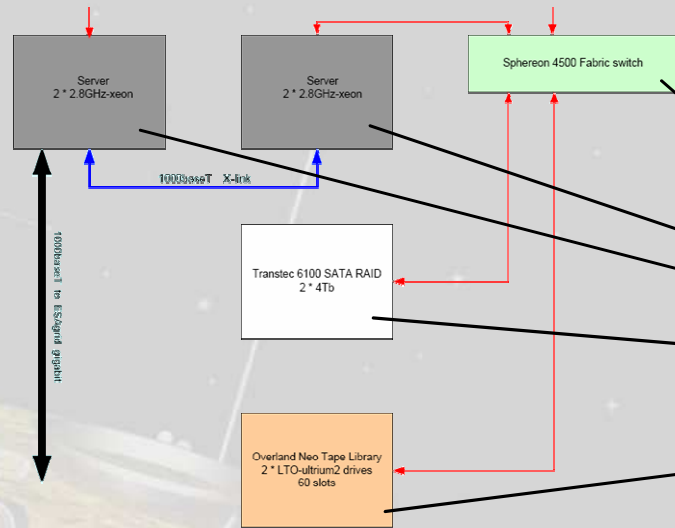 Server
2 * 2.8GHz-xeon
Server
2 * 2.8GHz-xeon
Sphereon 4500 Fabric switch
1000baseT X-link
Transtec 6100 SATA RAID
2 * 4Tb
1000baseT to ESAgrid gigabit
Overland Neo Tape Library
2 * LTO-ultrium2 drives
60 slots